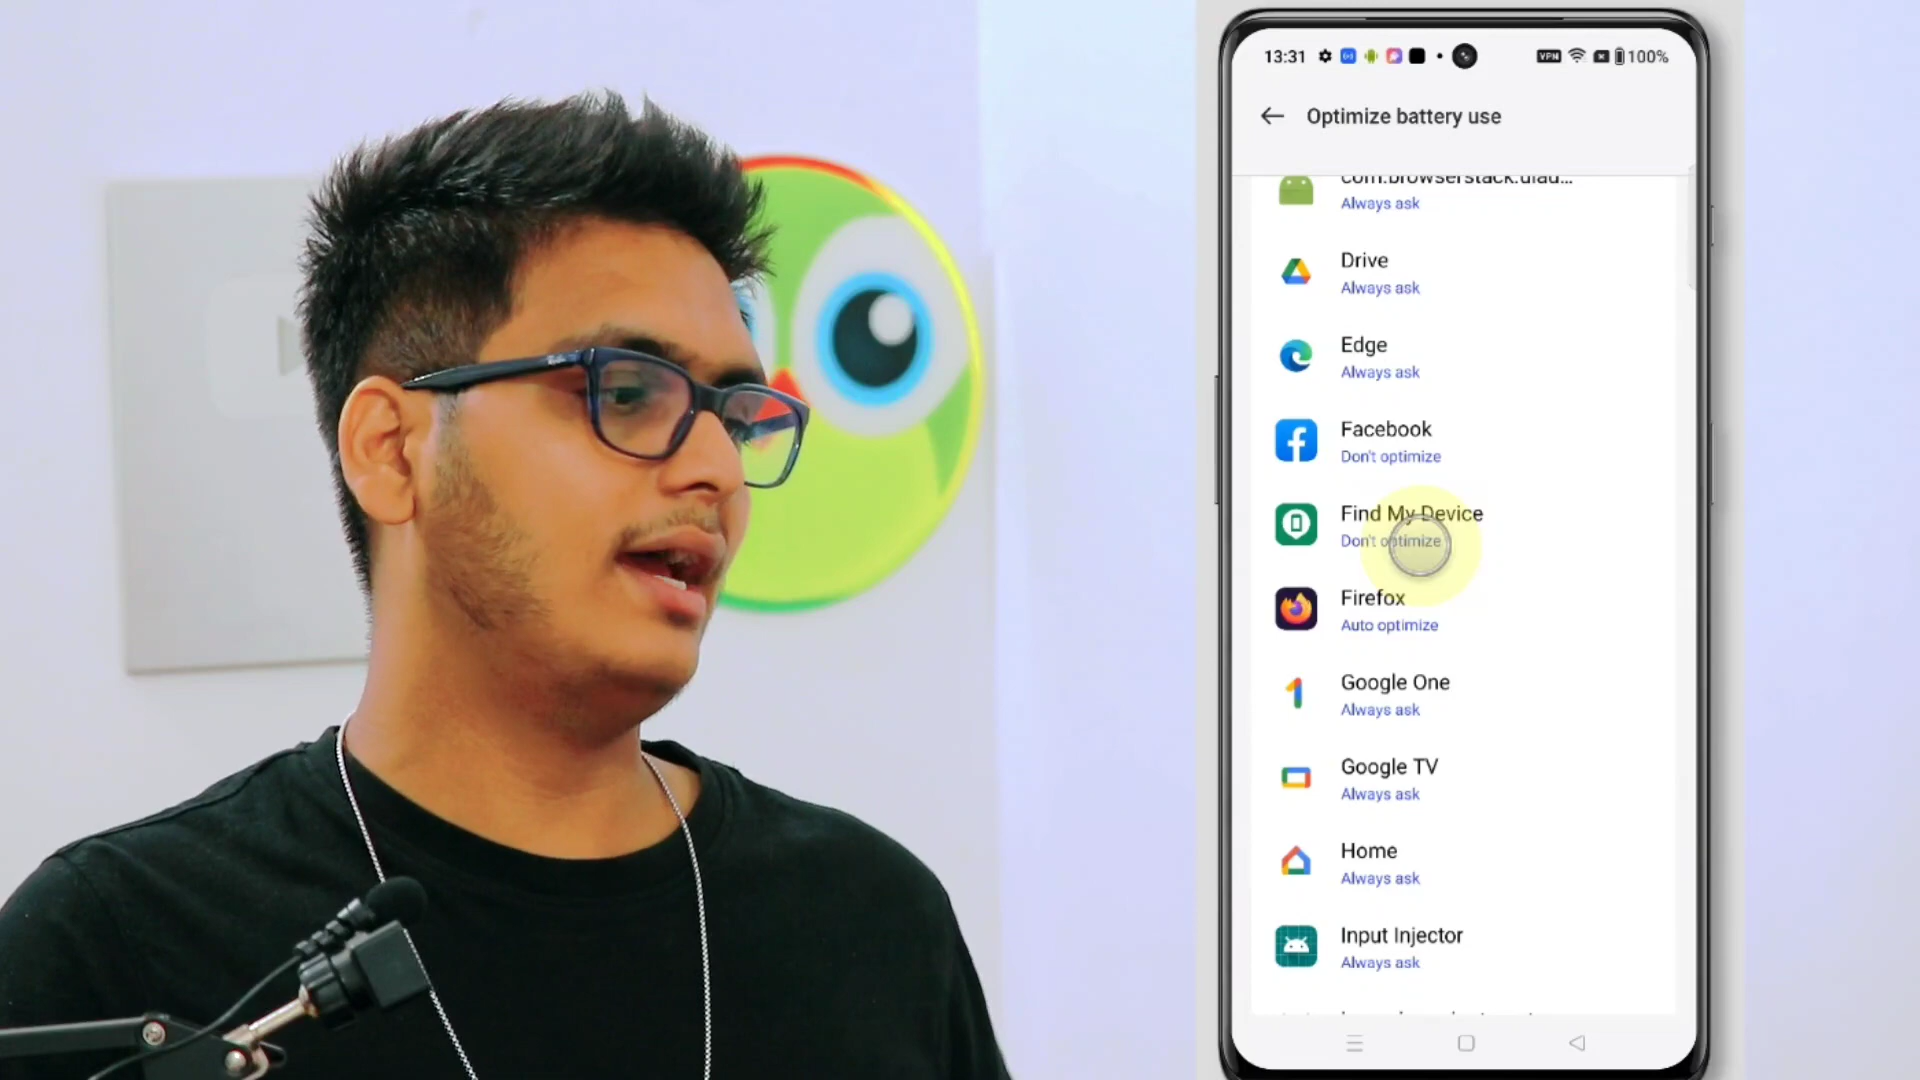 13:31
VPN
100%
Optimize battery use
Always ask
Drive
Always ask
Edge
Always ask
Facebook
Don't optimize
Find My Device
Don't optimize
Firefox
Auto optimize
Google One
Always ask
Google TV
Always ask
Home
Always ask
Input Injector
Always ask